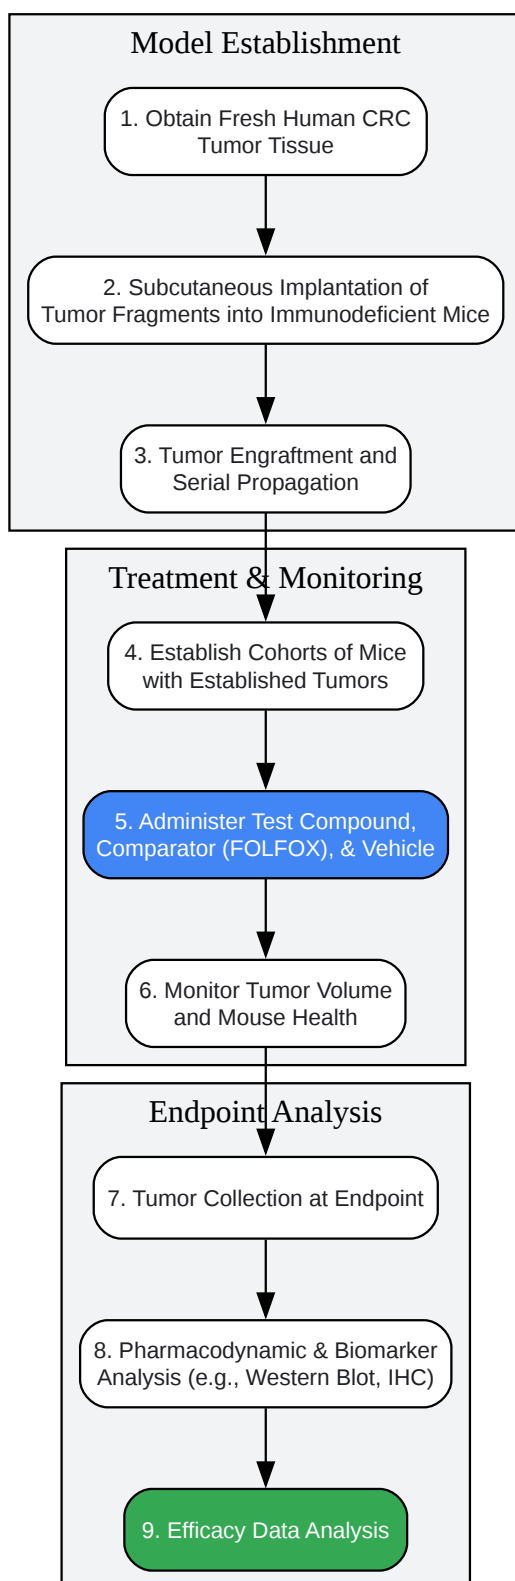 Model Establishment
1. Obtain Fresh Human CRC
Tumor Tissue
2. Subcutaneous Implantation of
Tumor Fragments into Immunodeficient Mice
3. Tumor Engraftment and
Serial Propagation
Treatment & Monitoring
4. Establish Cohorts of Mice
with Established Tumors
5. Administer Test Compound,
Comparator (FOLFOX), & Vehicle
6. Monitor Tumor Volume
and Mouse Health
Endpoint Analysis
7. Tumor Collection at Endpoint
8. Pharmacodynamic & Biomarker
Analysis (e.g., Western Blot, IHC)
9. Efficacy Data Analysis